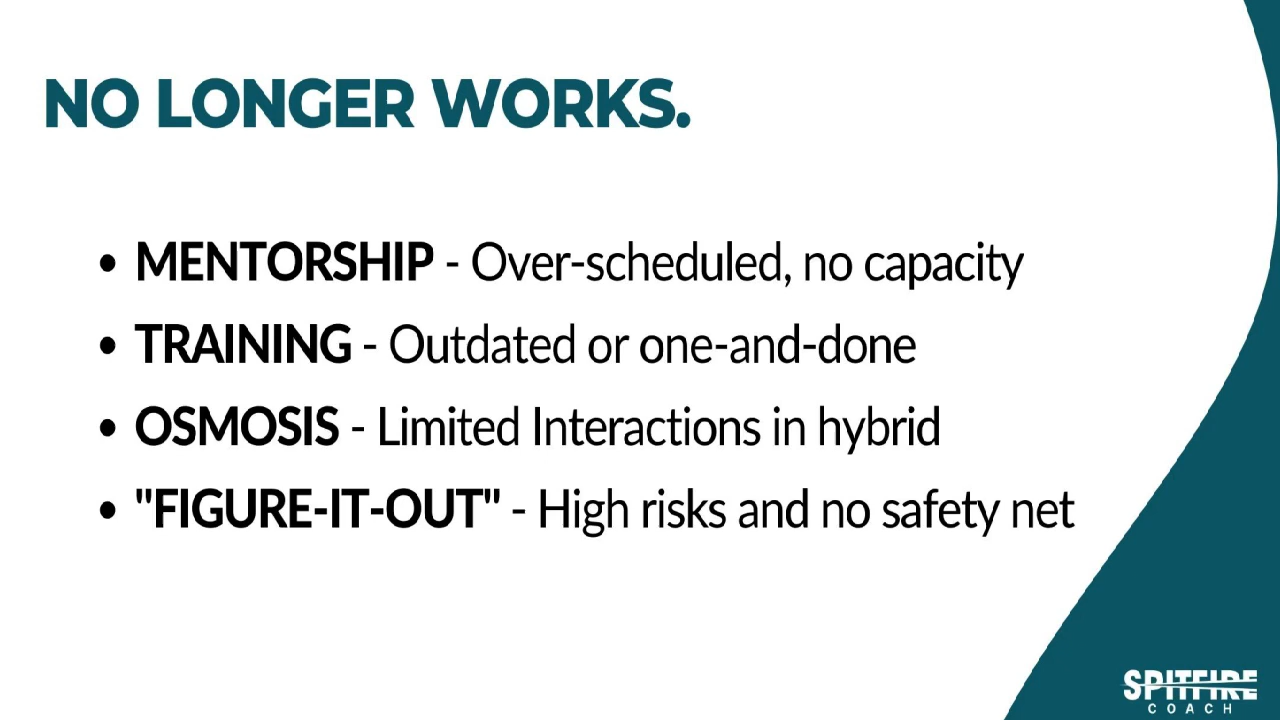 NO LONGER WORKS.
• MENTORSHIP - Over-scheduled, no capacity
• TRAINING - Outdated or one-and-done
• OSMOSIS - Limited Interactions in hybrid
• "FIGURE-IT-OUT" - High risks and no safety net
SPITFIRE
COACH